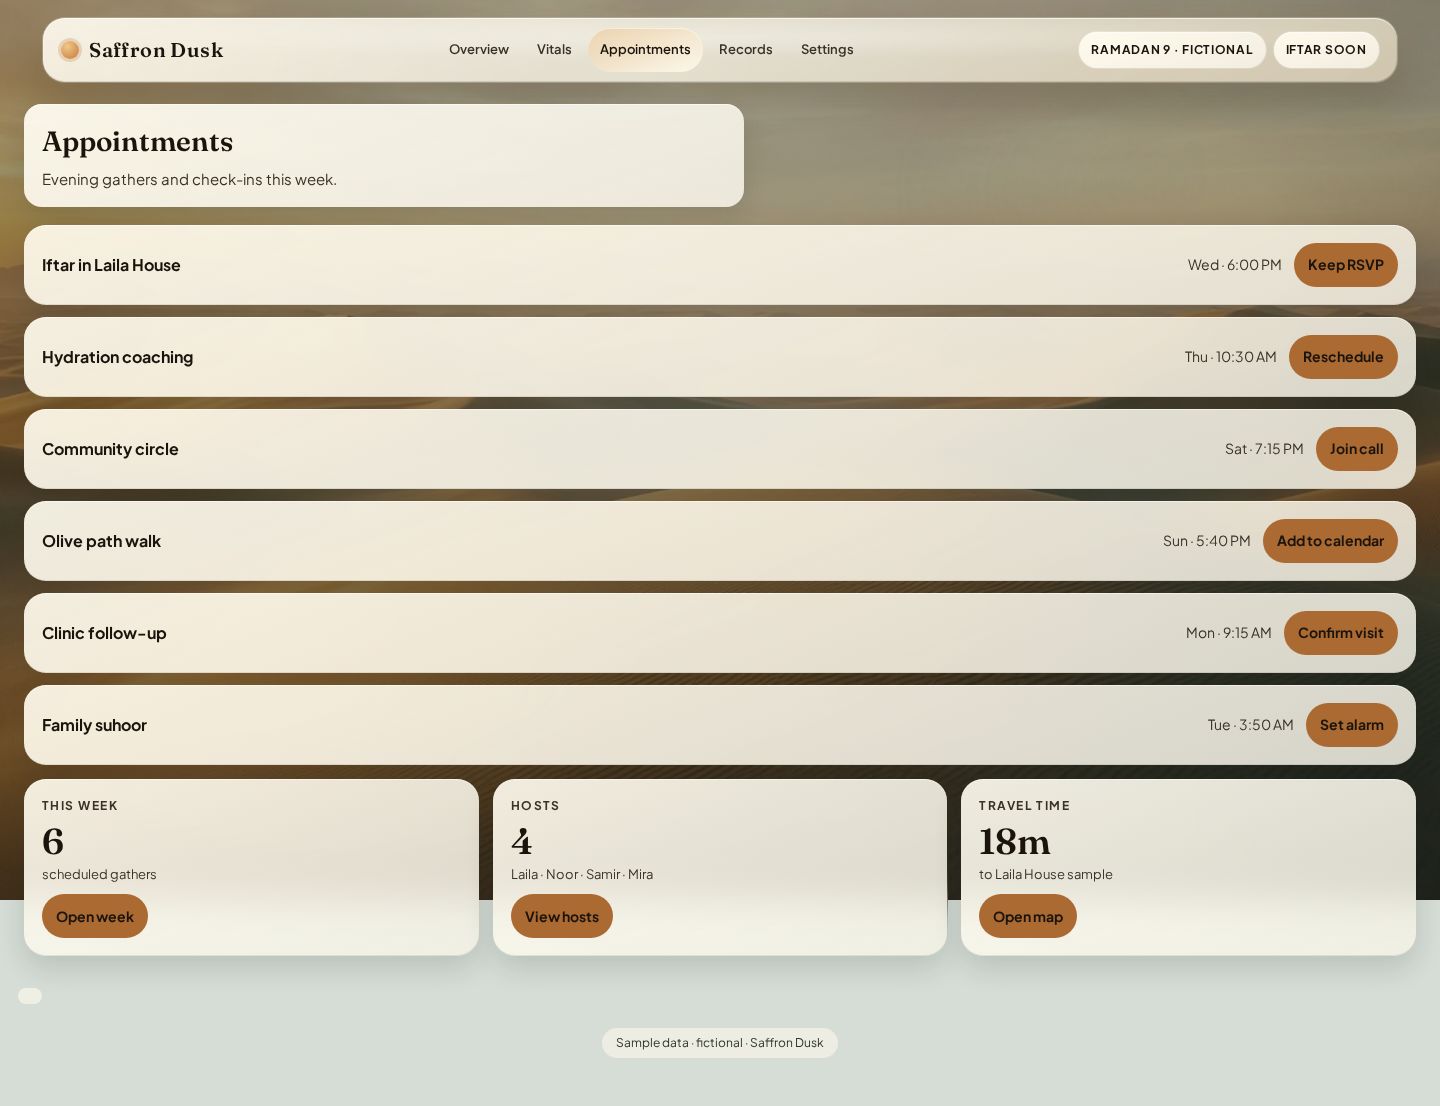 Saffron Dusk
Overview Vitals Appointments Records Settings
RAMADAN 9 · FICTIONAL IFTAR SOON
Appointments
Evening gathers and check-ins this week.
Iftar in Laila House Wed · 6:00 PM Keep RSVP
Hydration coaching Thu · 10:30 AM Reschedule
Community circle Sat · 7:15 PM Join call
Olive path walk Sun · 5:40 PM Add to calendar
Clinic follow-up Mon · 9:15 AM Confirm visit
Family suhoor Tue · 3:50 AM Set alarm
THIS WEEK
6
scheduled gathers
Open week
HOSTS
4
Laila · Noor · Samir · Mira
View hosts
TRAVEL TIME
18m
to Laila House sample
Open map
Sample data · fictional · Saffron Dusk